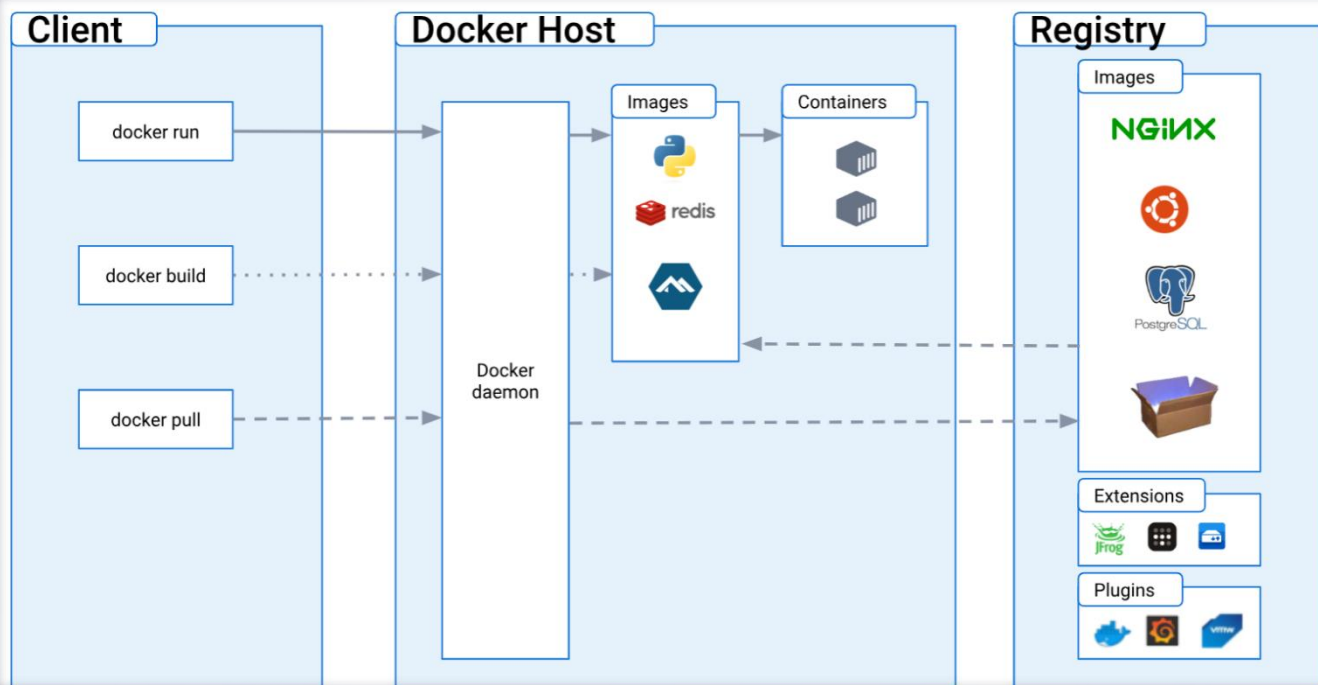 Client
docker run
docker build
docker pull
Docker Host
Docker
daemon
Images
redis
Containers
Registry
Images
NGiNX
PostgreSQL
Extensions
JFrog
Plugins
vmw